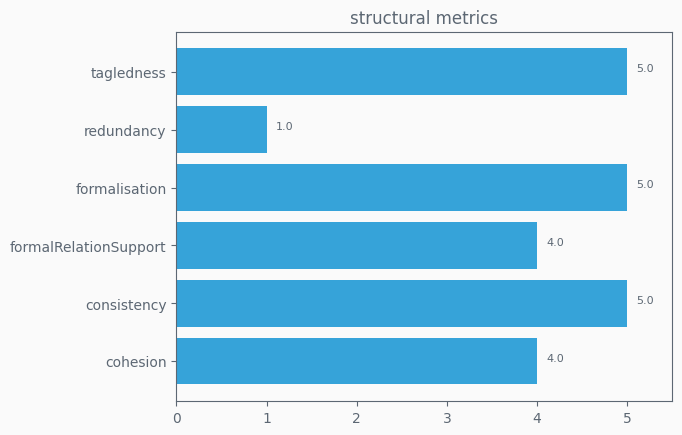 structural metrics
tagledness
5.0
redundancy
1.0
formalisation
5.0
formalRelationSupport
4.0
consistency
5.0
cohesion
4.0
0 1 2 3 4 5